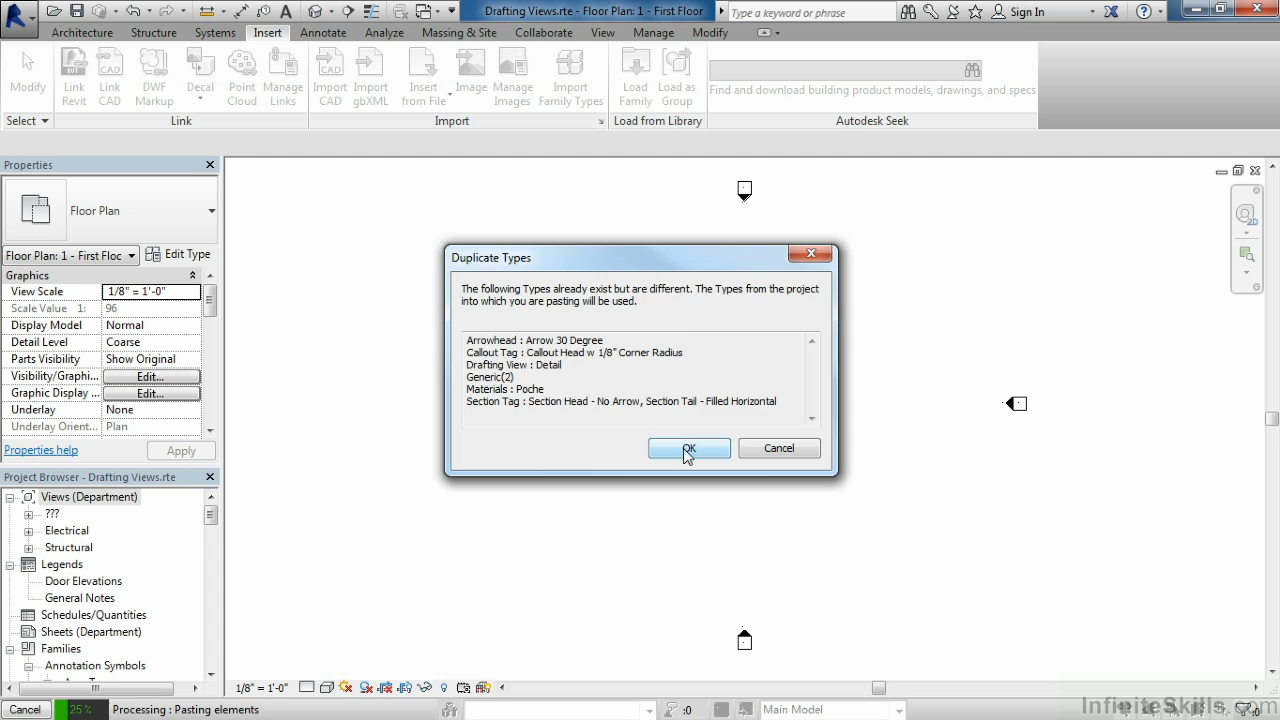 Drafting Views.rte - Floor Plan: 1 - First Floor
Type a keyword or phrase
Sign In
Architecture Structure Systems Insert Annotate Analyze Massing & Site Collaborate View Manage Modify
Modify
Link Revit
Link CAD
DWF Markup
Decal
Point Cloud
Manage Links
Import CAD
Import gbXML
Insert from File
Image
Manage Images
Import Family Types
Load Family
Load as Group
Find and download building product models, drawings, and specs
Select Link Import Load from Library Autodesk Seek
Properties
Floor Plan
Floor Plan: 1 - First Floc Edit Type
Graphics
View Scale 1/8" = 1'-0"
Scale Value 1: 96
Display Model Normal
Detail Level Coarse
Parts Visibility Show Original
Visibility/Graphi... Edit...
Graphic Display ... Edit...
Underlay None
Underlay Orient... Plan
Properties help Apply
Project Browser - Drafting Views.rte
Views (Department)
???
Electrical
Structural
Legends
Door Elevations
General Notes
Schedules/Quantities
Sheets (Department)
Families
Annotation Symbols
Duplicate Types
The following Types already exist but are different. The Types from the project
into which you are pasting will be used.
Arrowhead : Arrow 30 Degree
Callout Tag : Callout Head w 1/8" Corner Radius
Drafting View : Detail
Generic(2)
Materials : Poche
Section Tag : Section Head - No Arrow, Section Tail - Filled Horizontal
OK Cancel
2D
1/8" = 1'-0"
Cancel 25 % Processing : Pasting elements :0 Main Model :0
InfiniteSkills.com